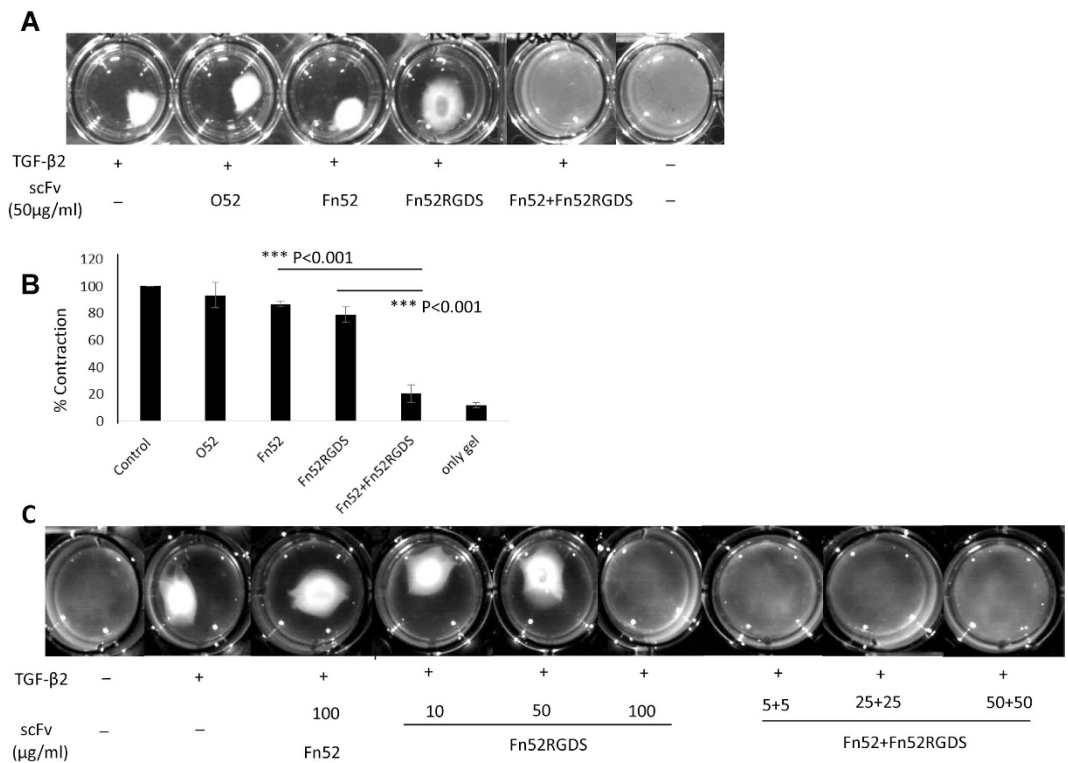 A
TGF-β2 + + + + + –
scFv
(50µg/ml) – O52 Fn52 Fn52RGDS Fn52+Fn52RGDS –
B
*** P<0.001
*** P<0.001
% Contraction
120
100
80
60
40
20
0
Control O52 Fn52 Fn52RGDS Fn52+Fn52RGDS only gel
C
TGF-β2 – + + + + + + + +
100 10 50 100 5+5 25+25 50+50
scFv
(µg/ml) – – Fn52 Fn52RGDS Fn52+Fn52RGDS